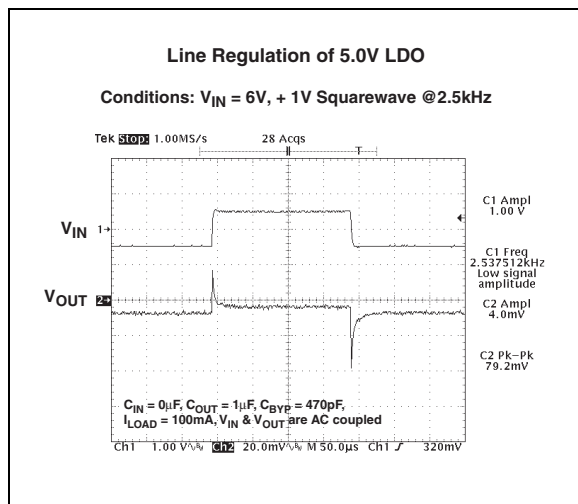 Line Regulation of 5.0V LDO
Conditions: VIN = 6V, + 1V Squarewave @2.5kHz
Tek Stop: 1.00MS/s 28 Acqs
T
C1 Ampl
1.00 V
VIN 1→
C1 Freq
2.537512kHz
Low signal
amplitude
VOUT 2→
C2 Ampl
4.0mV
C2 Pk–Pk
79.2mV
CIN = 0µF, COUT = 1µF, CBYP = 470pF,
ILOAD = 100mA, VIN & VOUT are AC coupled
Ch1 1.00 V∿BW Ch2 20.0mV∿BW M 50.0µs Ch1 ƒ 320mV